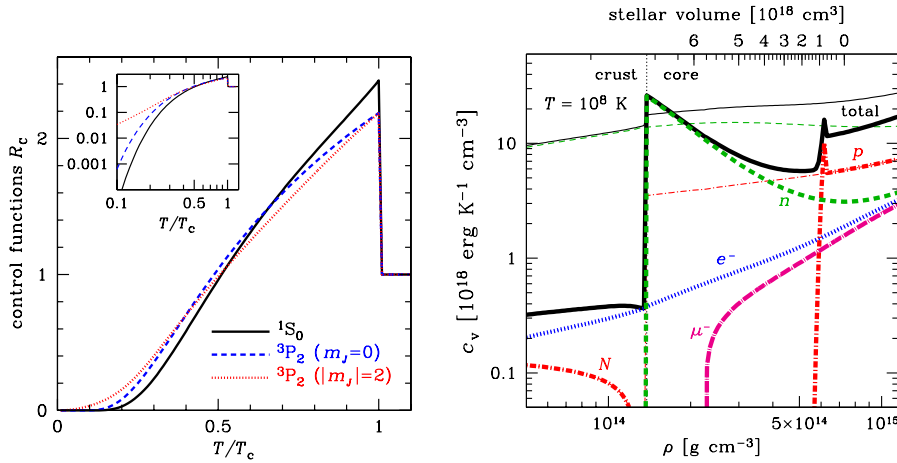 control functions R_c
0
1
2
0
0.5
1
T/T_c
1
0.1
0.01
0.001
0.1
0.5
1
T/T_c
¹S₀
³P₂ (m_J=0)
³P₂ (|m_J|=2)
stellar volume [10¹⁸ cm³]
6 5 4 3 2 1 0
crust core
T = 10⁸ K
total
p
n
e⁻
μ⁻
N
c_v [10¹⁸ erg K⁻¹ cm⁻³]
10
1
0.1
10¹⁴ 5×10¹⁴ 10¹⁵
ρ [g cm⁻³]